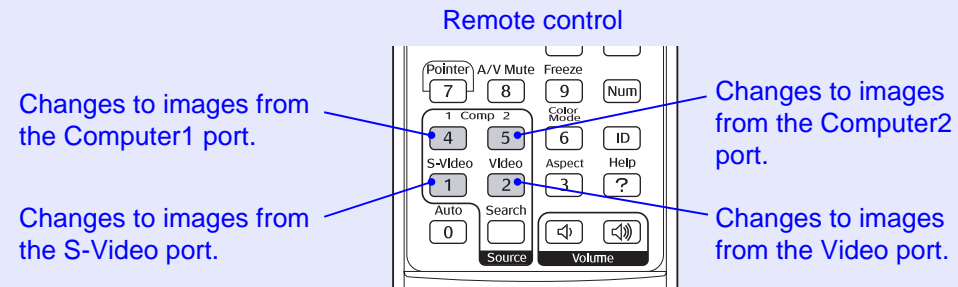 Remote control
Pointer A/V Mute Freeze
7 8 9 Num
1 Comp 2 Color Mode
4 5 6 ID
S-Video Video Aspect Help
1 2 3 ?
Auto Search
0
Source Volume
Changes to images from
the Computer1 port.
Changes to images from
the S-Video port.
Changes to images
from the Computer2
port.
Changes to images
from the Video port.